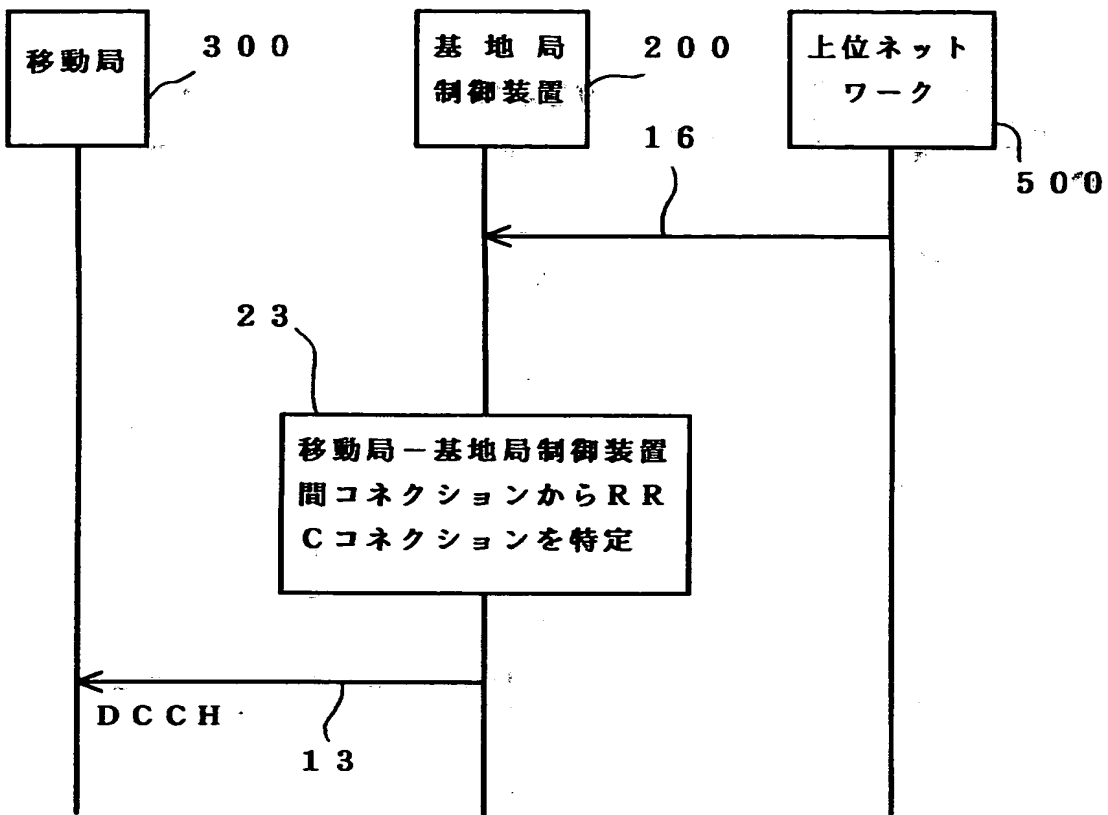 移動局
300
基地局
制御装置
200
上位ネット
ワーク
500
16
23
移動局－基地局制御装置
間コネクションからRR
Cコネクションを特定
DCCH
13